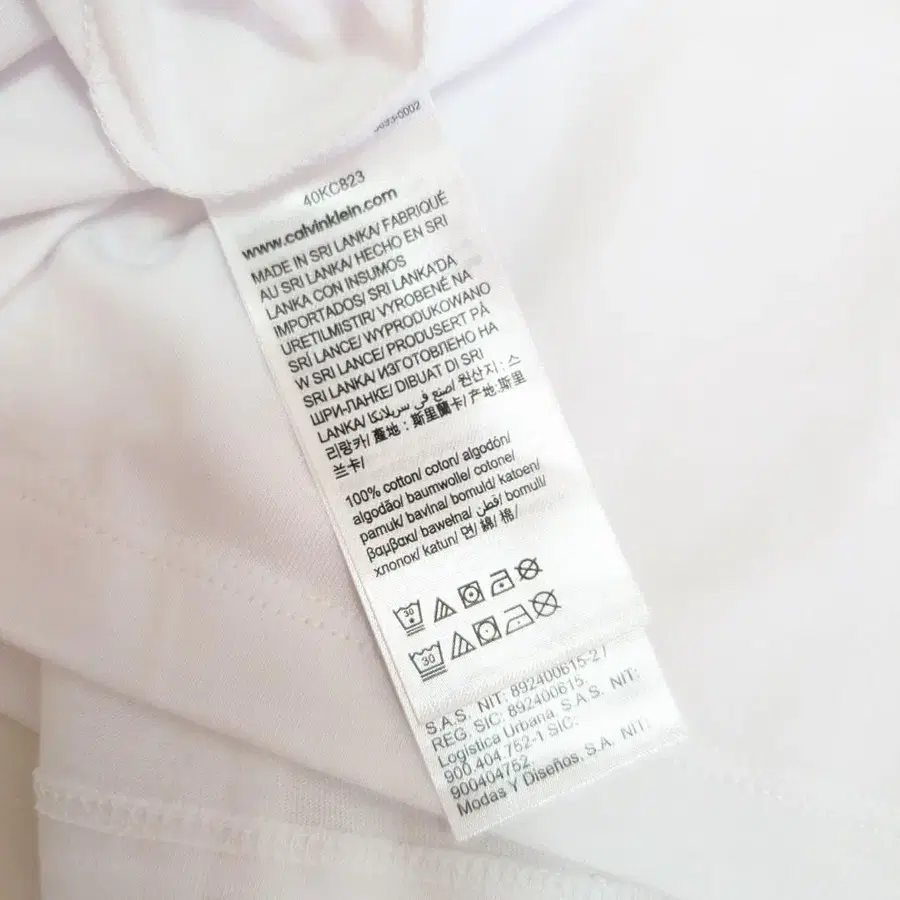 40KC823
www.calvinklein.com
MADE IN SRI LANKA/ FABRIQUÉ
AU SRI LANKA/ HECHO EN SRI
LANKA CON INSUMOS
IMPORTADOS/ SRI LANKA'DA
URETILMISTIR/ VYROBENÉ NA
SRÍ LANCE/ WYPRODUKOWANO
W SRI LANCE/ PRODUSERT PÅ
SRI LANKA/ ИЗГОТОВЛЕНО НА
ШРИ-ЛАНКЕ/ DIBUAT DI SRI
LANKA/ اصنع في سريلانكا/ 원산지 : 스
리랑카/ 產地 : 斯里蘭卡/ 产地:斯里
兰卡/
100% cotton/ coton/ algodón/
algodão/ baumwolle/ cotone/
pamuk/ bavlna/ bomuld/ katoen/
βαμβακι/ bawełna/ قطن/ bomull/
хлопок/ katun/ 면/ 綿/ 棉/
30
30
S.A.S. NIT: 892400615-2 /
REG. SIC: 892400615.
Logística Urbana S.A.S. NIT:
900.404.752-1 SIC:
900404752.
Modas Y Diseños, S.A. NIT: